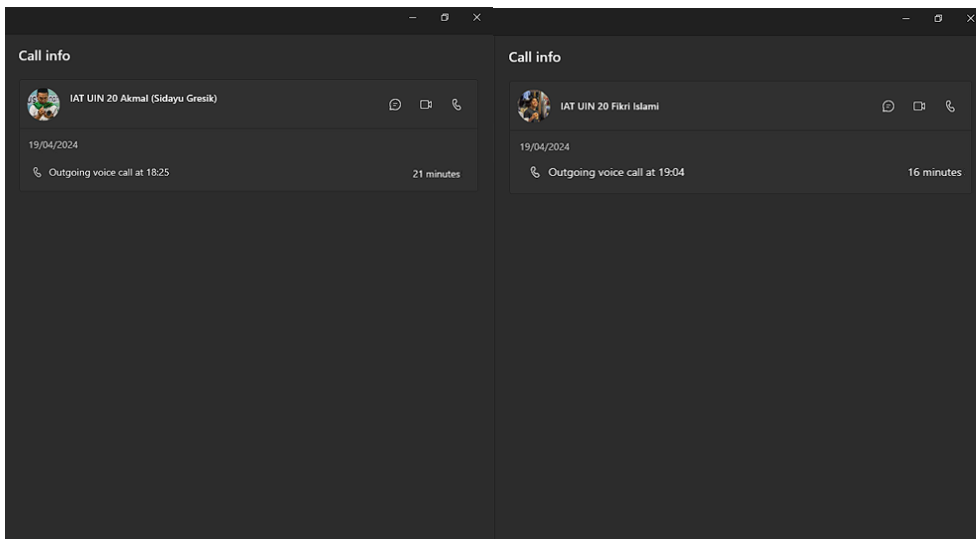 Call info
IAT UIN 20 Akmal (Sidayu Gresik)
19/04/2024
Outgoing voice call at 18:25 21 minutes
Call info
IAT UIN 20 Fikri Islami
19/04/2024
Outgoing voice call at 19:04 16 minutes